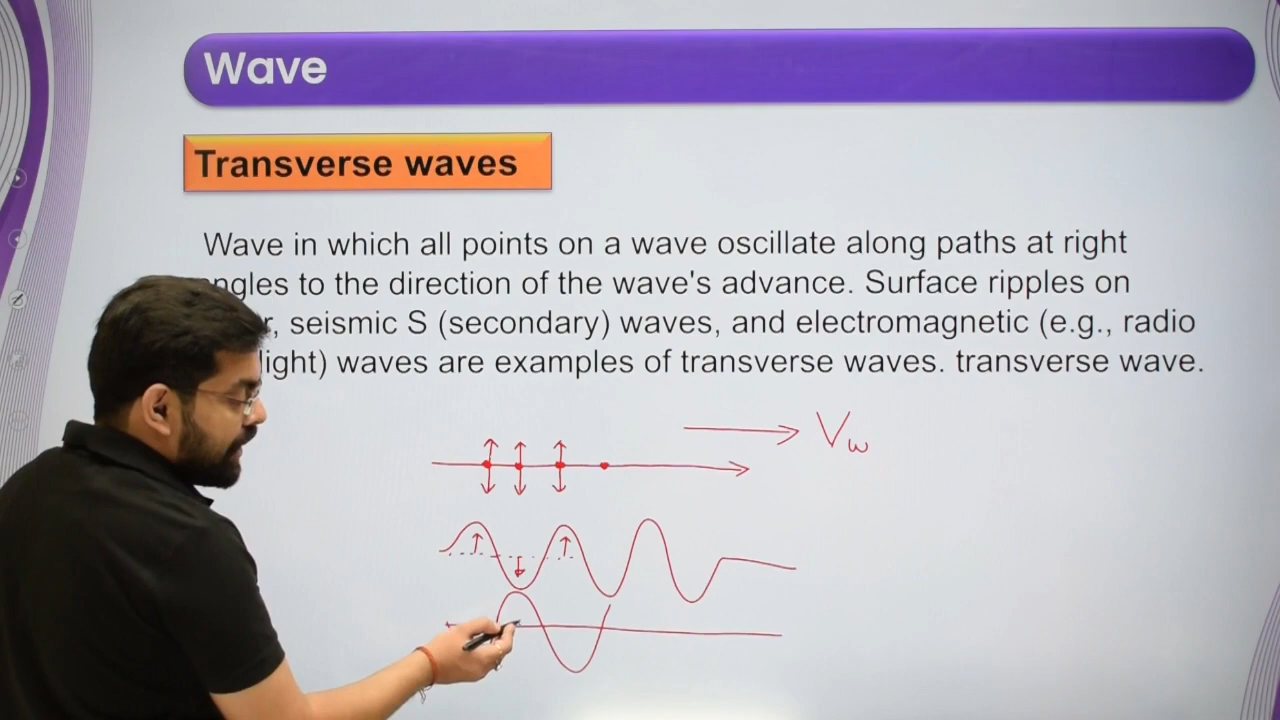 Wave
Transverse waves
Wave in which all points on a wave oscillate along paths at right
ngles to the direction of the wave's advance. Surface ripples on
r, seismic S (secondary) waves, and electromagnetic (e.g., radio
light) waves are examples of transverse waves. transverse wave.
Vw